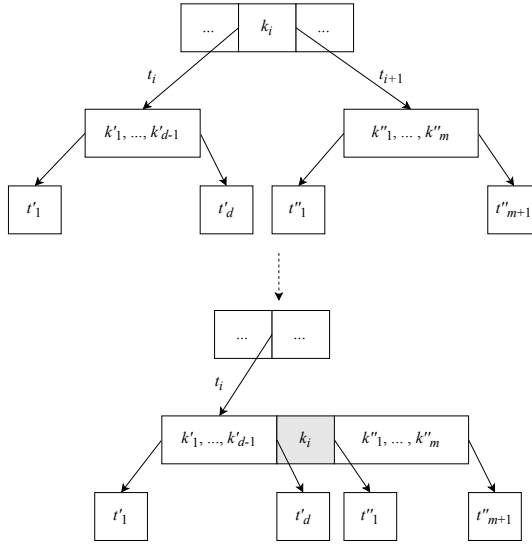 ... k_i ...
t_i t_{i+1}
k'_1, ..., k'_{d-1} k''_1, ... , k''_m
t'_1 t'_d t''_1 t''_{m+1}
... ...
t_i
k'_1, ..., k'_{d-1} k_i k''_1, ... , k''_m
t'_1 t'_d t''_1 t''_{m+1}